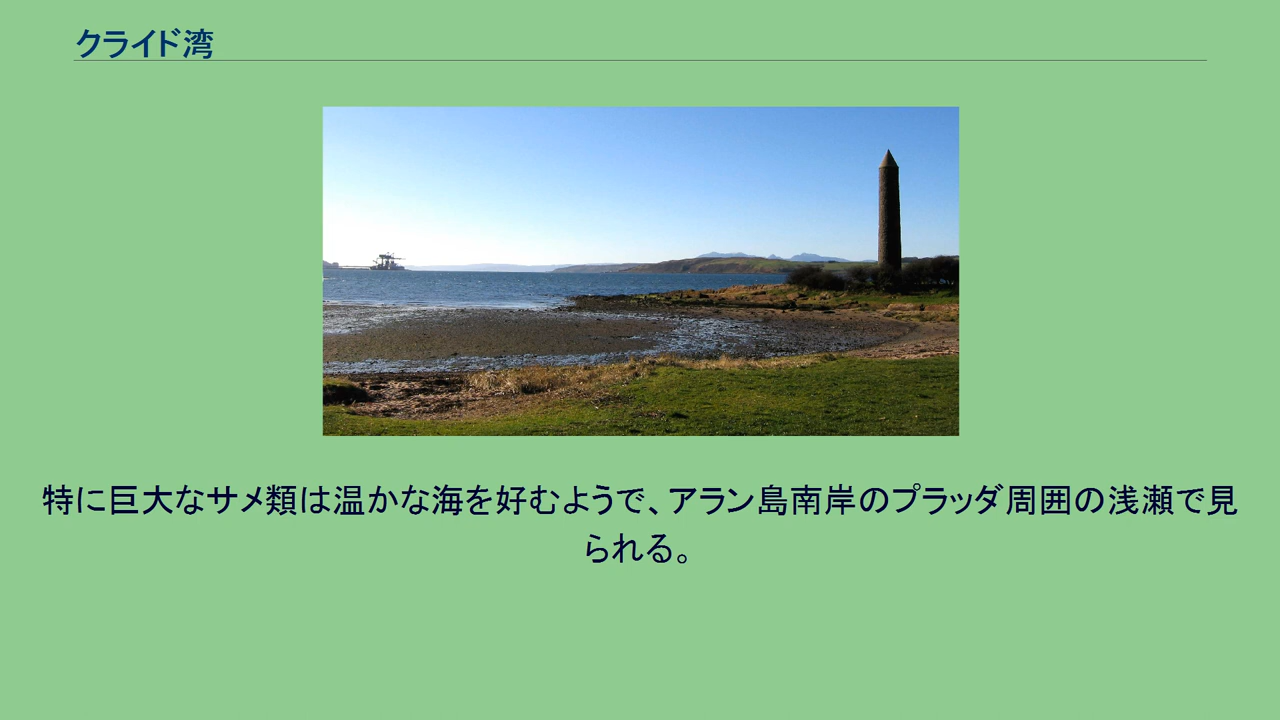 クライド湾
特に巨大なサメ類は温かな海を好むようで、アラン島南岸のプラッダ周囲の浅瀬で見
られる。